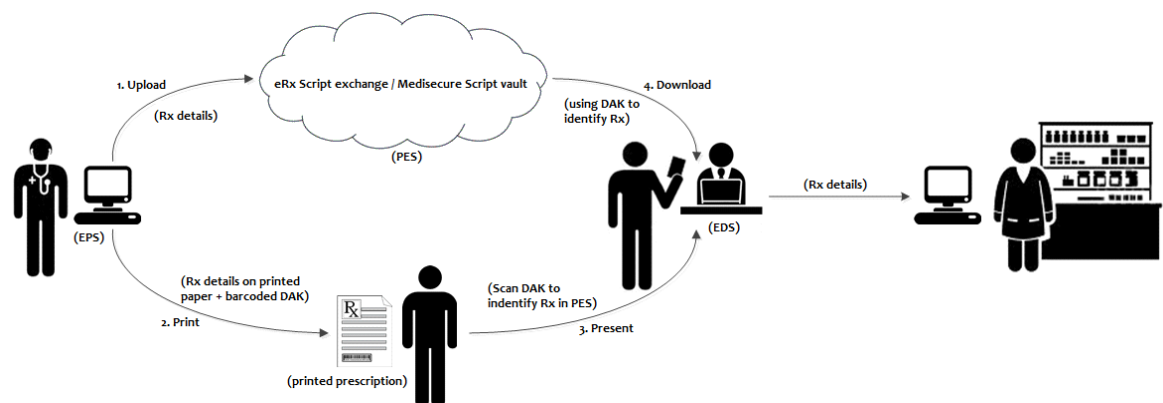 1. Upload
eRx Script exchange / Medisecure Script vault
4. Download
(Rx details)
(using DAK to
identify Rx)
(PES)
(Rx details)
(EPS)
(EDS)
(Rx details on printed
paper + barcoded DAK)
(Scan DAK to
indentify Rx in PES)
Rx
2. Print
3. Present
(printed prescription)